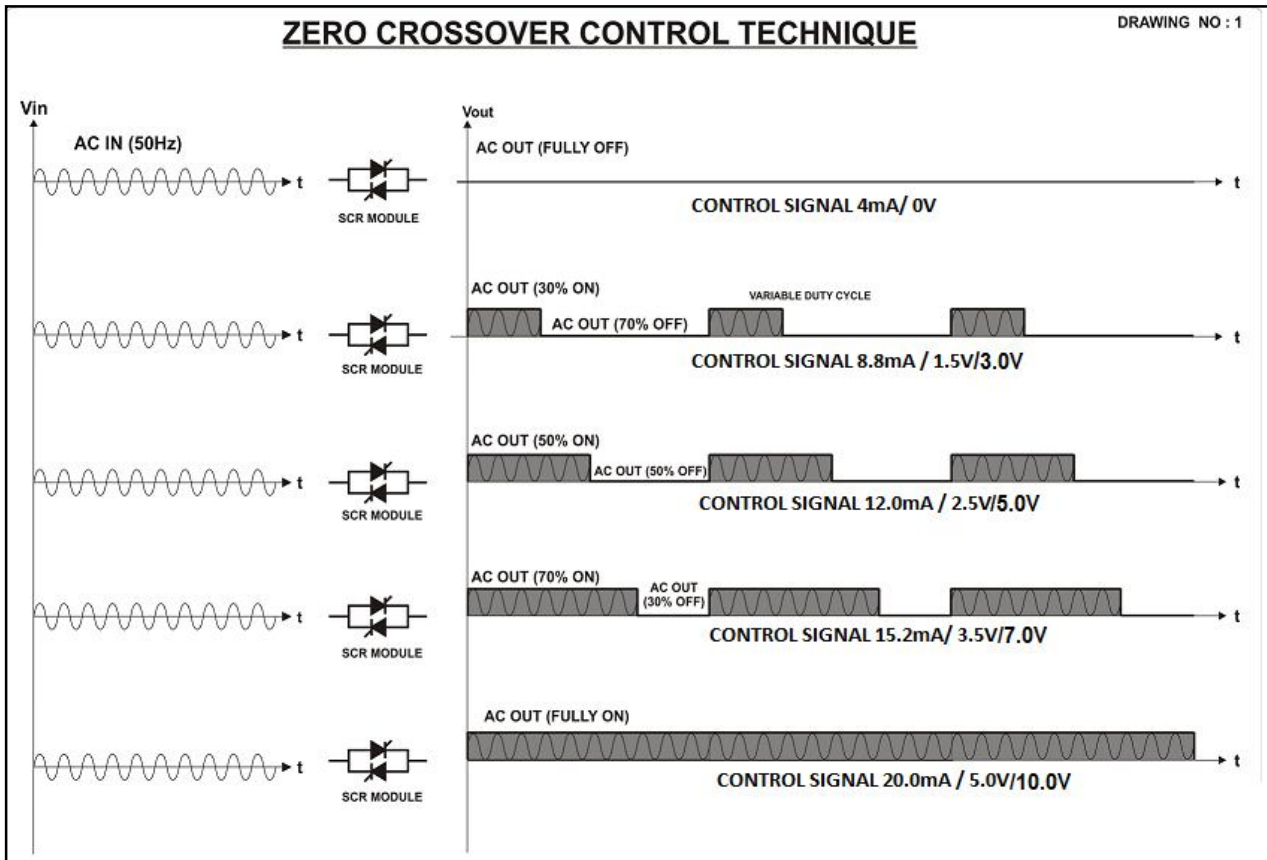 ZERO CROSSOVER CONTROL TECHNIQUE
DRAWING NO : 1
Vin
AC IN (50Hz)
t
SCR MODULE
Vout
AC OUT (FULLY OFF)
t
CONTROL SIGNAL 4mA/ 0V
t
SCR MODULE
AC OUT (30% ON)
AC OUT (70% OFF)
VARIABLE DUTY CYCLE
t
CONTROL SIGNAL 8.8mA / 1.5V/3.0V
t
SCR MODULE
AC OUT (50% ON)
AC OUT (50% OFF)
t
CONTROL SIGNAL 12.0mA / 2.5V/5.0V
t
SCR MODULE
AC OUT (70% ON)
AC OUT
(30% OFF)
t
CONTROL SIGNAL 15.2mA/ 3.5V/7.0V
t
SCR MODULE
AC OUT (FULLY ON)
t
CONTROL SIGNAL 20.0mA / 5.0V/10.0V